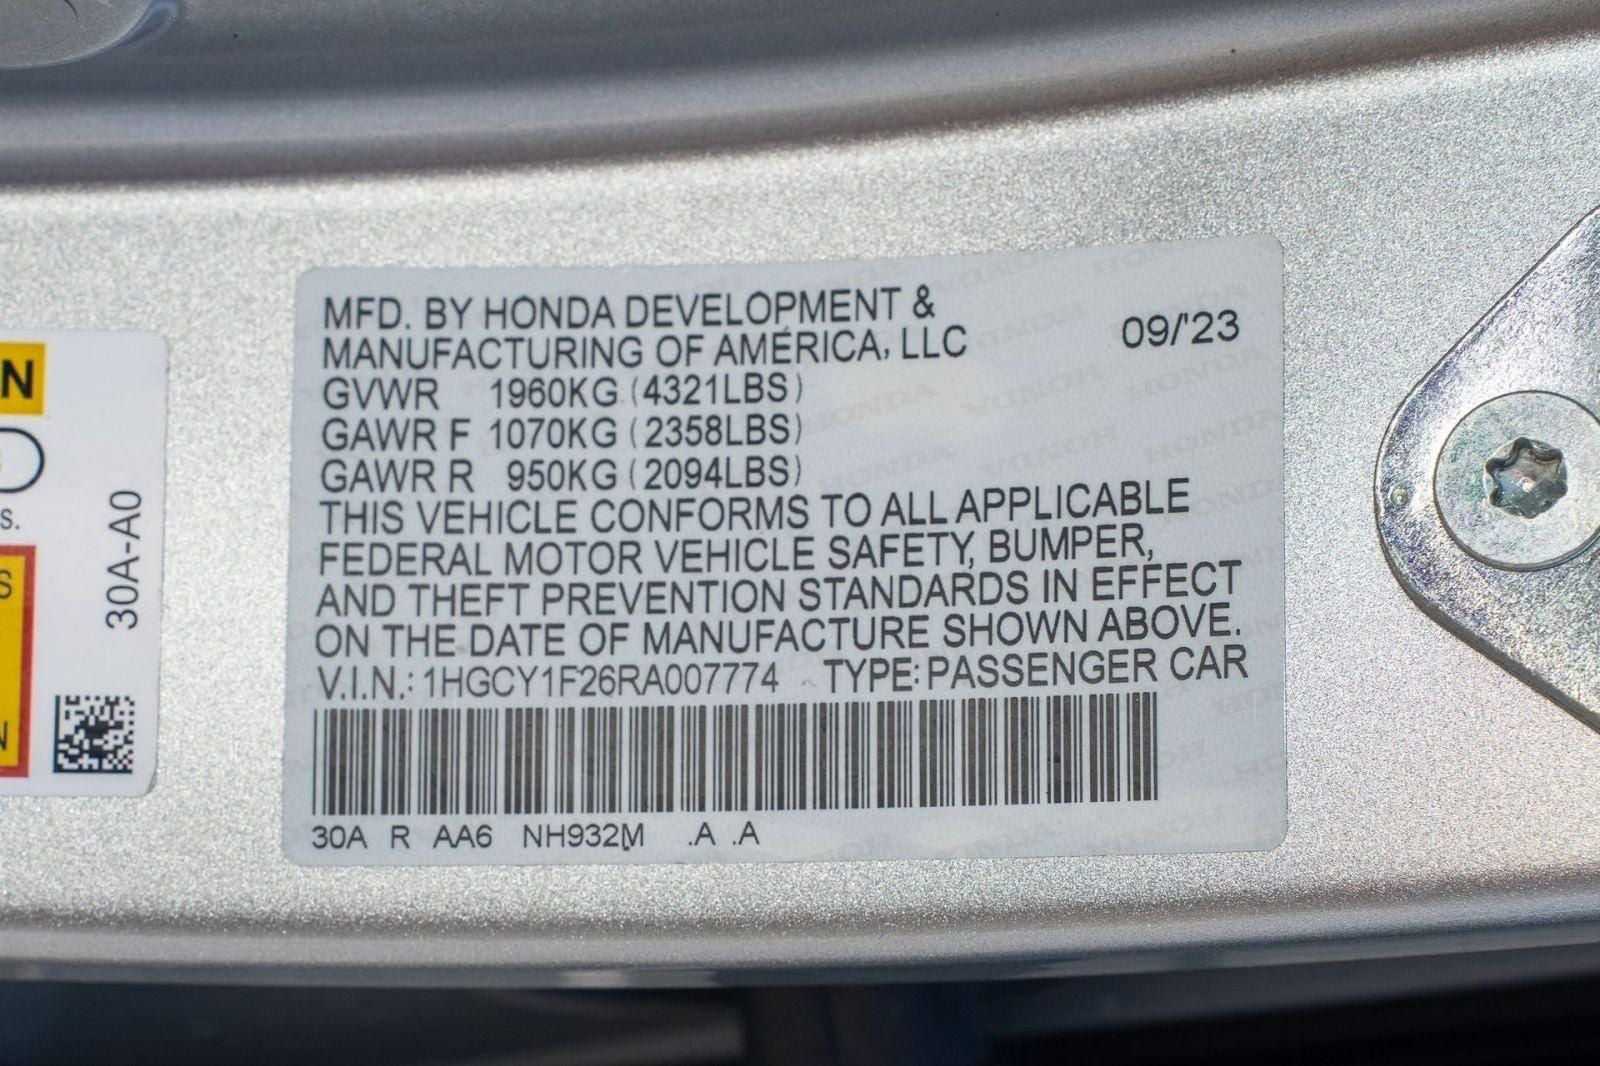 MFD. BY HONDA DEVELOPMENT &
MANUFACTURING OF AMERICA, LLC 09/'23
GVWR 1960KG (4321LBS)
GAWR F 1070KG (2358LBS)
GAWR R 950KG (2094LBS)
THIS VEHICLE CONFORMS TO ALL APPLICABLE
FEDERAL MOTOR VEHICLE SAFETY, BUMPER,
AND THEFT PREVENTION STANDARDS IN EFFECT
ON THE DATE OF MANUFACTURE SHOWN ABOVE.
V.I.N.: 1HGCY1F26RA007774 TYPE: PASSENGER CAR
30A R AA6 NH932M .A .A
N
S.
30A-A0
S
N